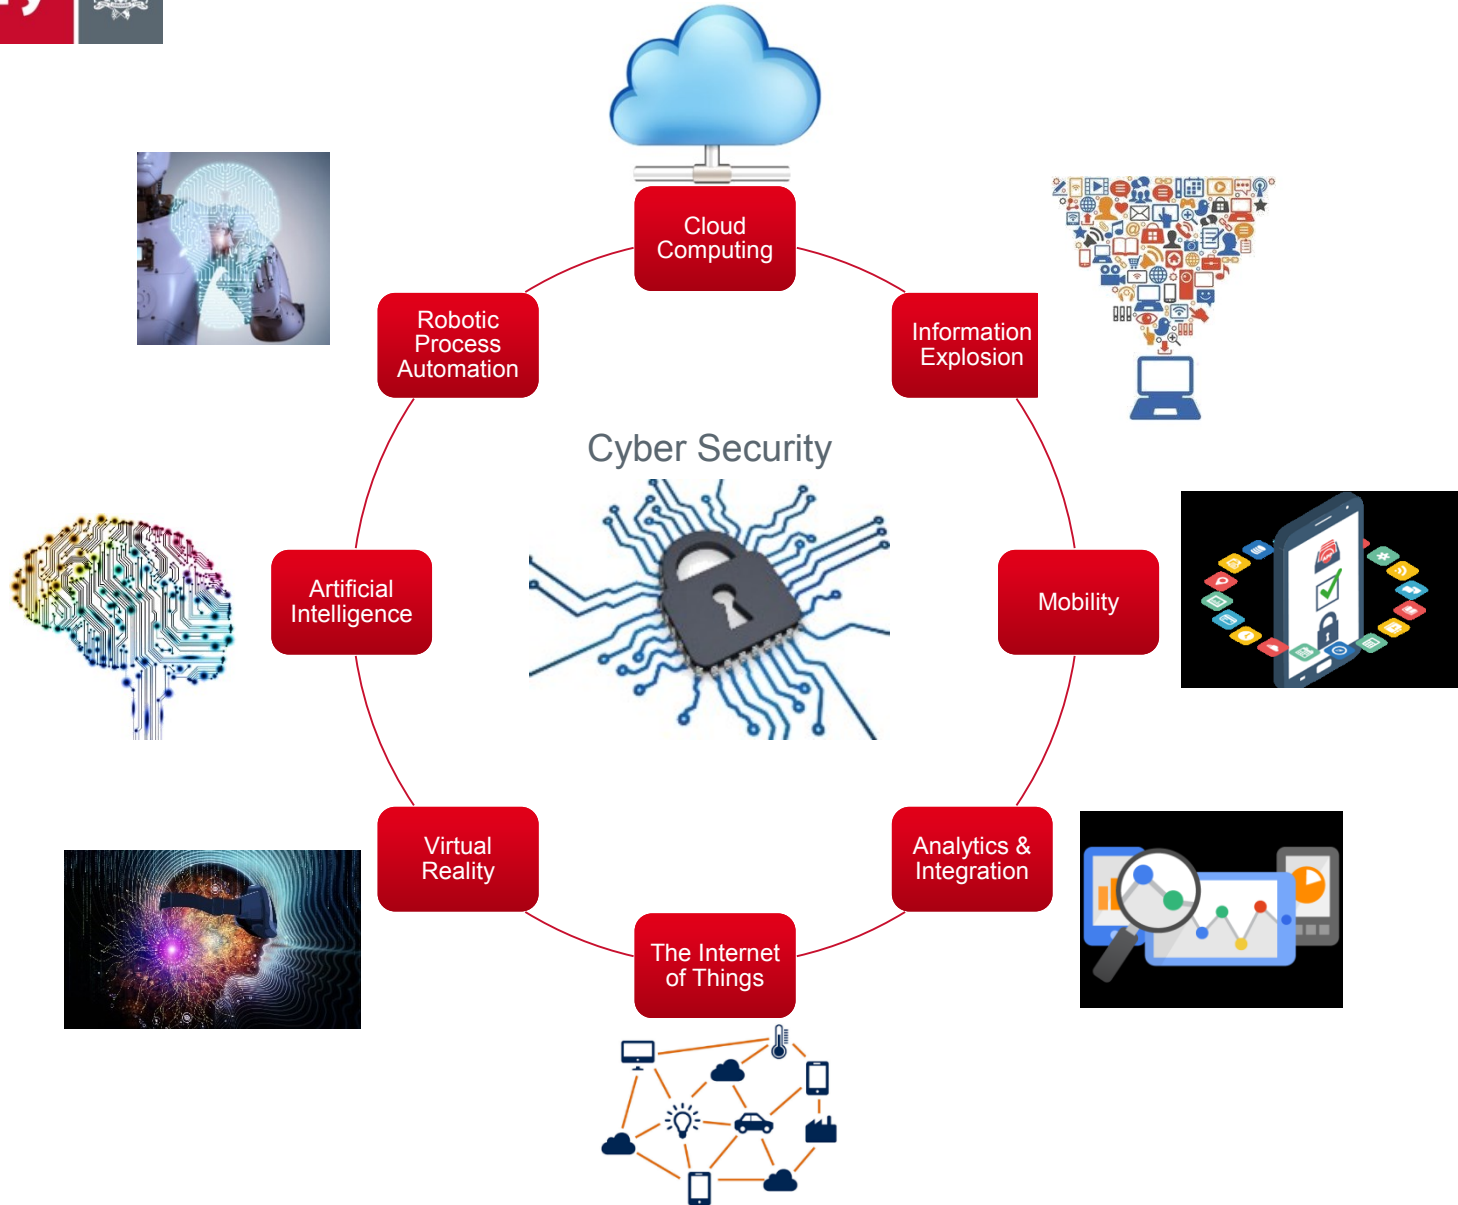 Cloud
Computing
Information
Explosion
Robotic
Process
Automation
Cyber Security
Artificial
Intelligence
Mobility
Virtual
Reality
Analytics &
Integration
The Internet
of Things